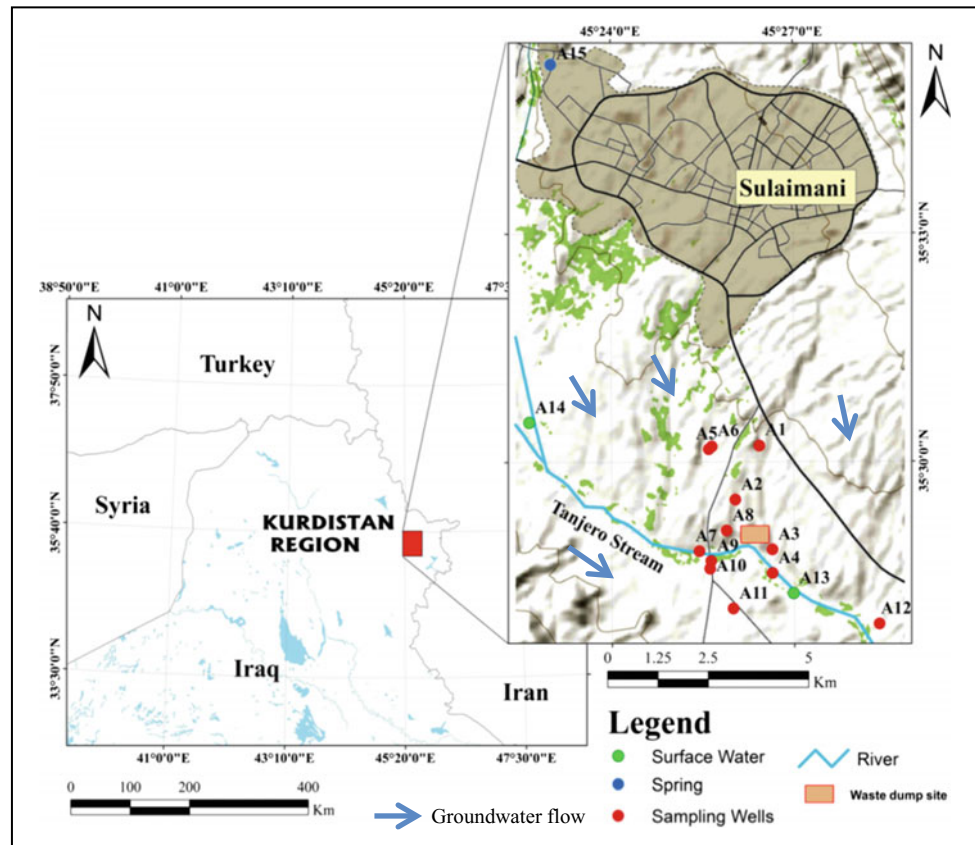 45°24'0"E
45°27'0"E
A15
N
Sulaimani
35°33'0"N
38°50'0"E
41°0'0"E
43°10'0"E
45°20'0"E
47°3
N
Turkey
37°50'0"N
Syria
35°40'0"N
KURDISTAN
REGION
Iraq
Iran
33°30'0"N
41°0'0"E
43°10'0"E
45°20'0"E
47°30'0"E
0 100 200 400
Km
A14
A5
A6
A1
35°30'0"N
A2
A8
A7
A9
A3
A10
A4
Tanjero Stream
A13
A11
A12
0 1.25 2.5 5
Km
Legend
Surface Water
River
Spring
Waste dump site
Sampling Wells
Groundwater flow